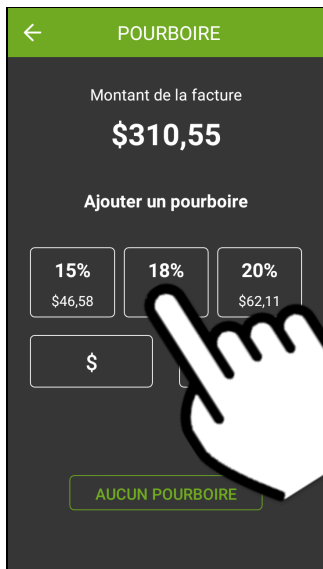 POURBOIRE
Montant de la facture
$310,55
Ajouter un pourboire
15% 18% 20%
$46,58 $62,11
$
AUCUN POURBOIRE